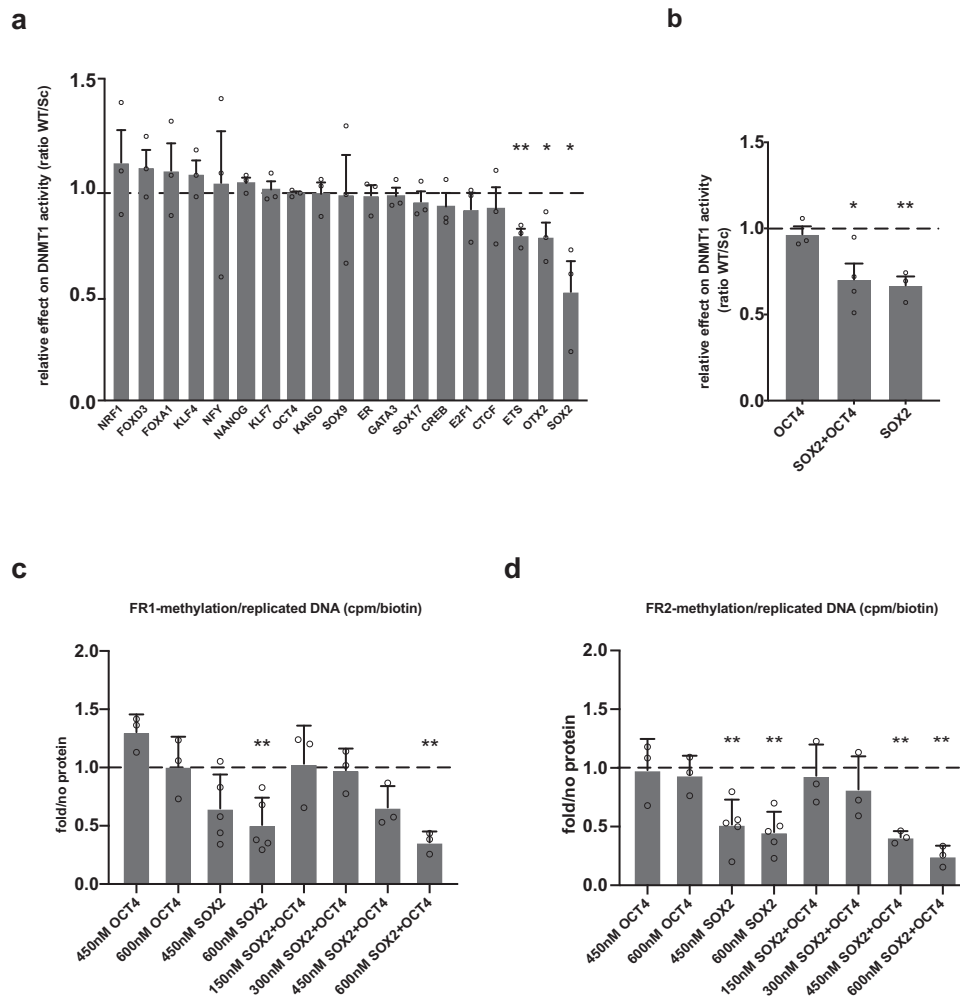 a
relative effect on DNMT1 activity (ratio WT/Sc)
1.5
1.0
0.5
0.0
** * *
NRF1
FOXD3
FOXA1
KLF4
NFY
NANOG
KLF7
OCT4
KAISO
SOX9
ER
GATA3
SOX17
CREB
E2F1
CTCF
ETS
OTX2
SOX2
b
relative effect on DNMT1 activity
(ratio WT/Sc)
1.5
1.0
0.5
0.0
* **
OCT4
SOX2+OCT4
SOX2
c
FR1-methylation/replicated DNA (cpm/biotin)
fold/no protein
2.0
1.5
1.0
0.5
0.0
** **
450nM OCT4
600nM OCT4
450nM SOX2
600nM SOX2
150nM SOX2+OCT4
300nM SOX2+OCT4
450nM SOX2+OCT4
600nM SOX2+OCT4
d
FR2-methylation/replicated DNA (cpm/biotin)
fold/no protein
2.0
1.5
1.0
0.5
0.0
** ** ** **
450nM OCT4
600nM OCT4
450nM SOX2
600nM SOX2
150nM SOX2+OCT4
300nM SOX2+OCT4
450nM SOX2+OCT4
600nM SOX2+OCT4